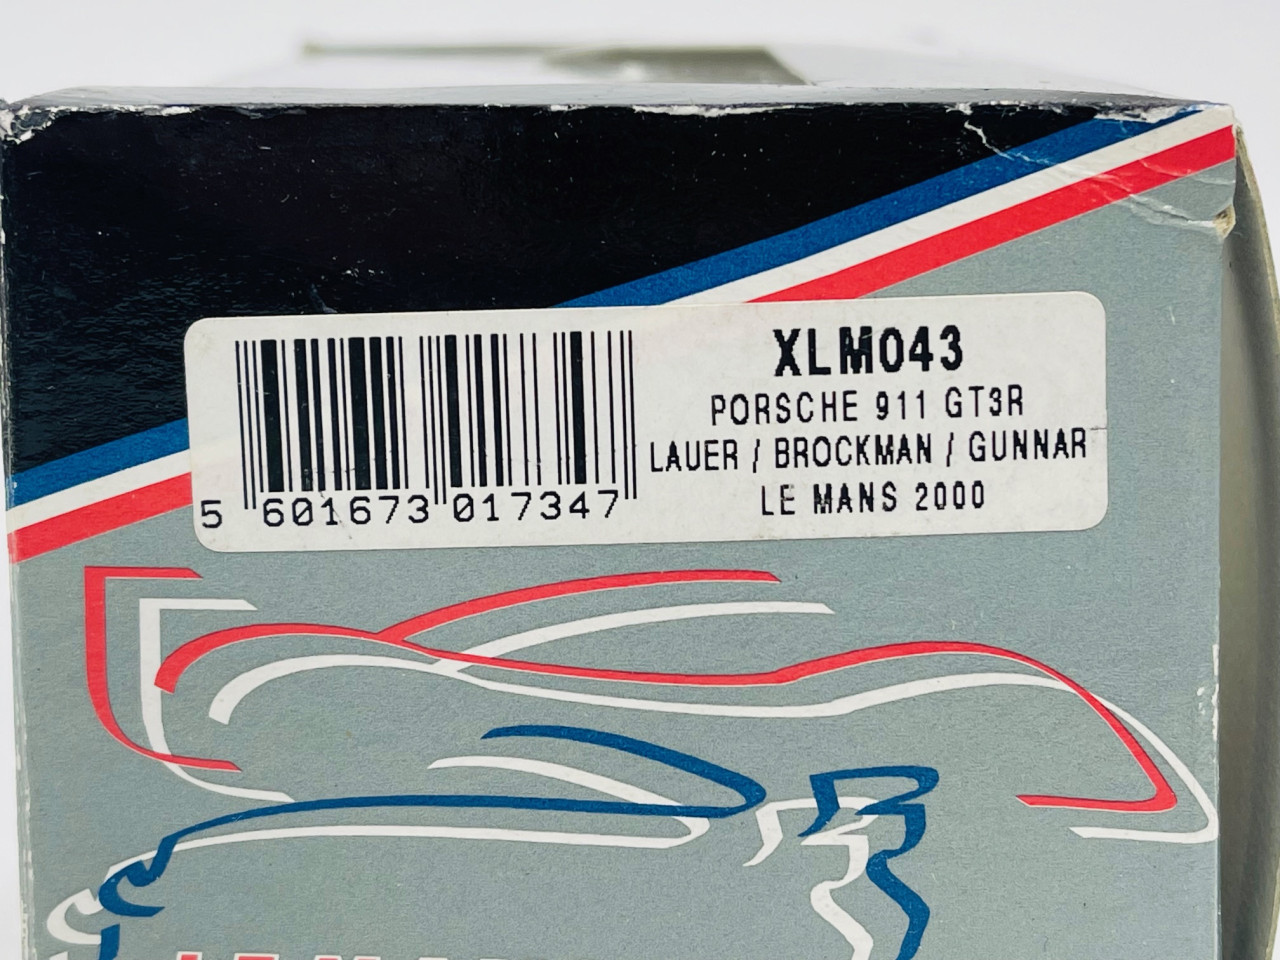 XLM043
PORSCHE 911 GT3R
LAUER / BROCKMAN / GUNNAR
LE MANS 2000
5 601673 017347